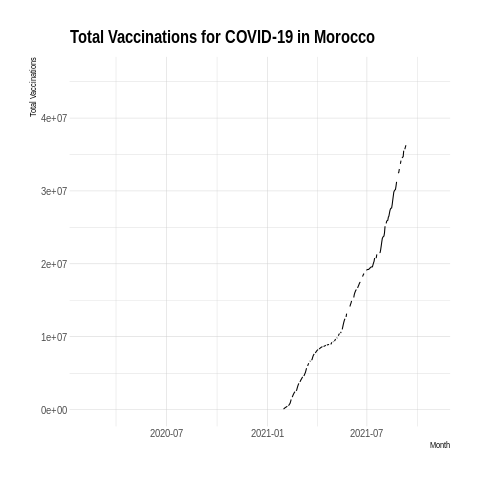 Total Vaccinations for COVID-19 in Morocco
Total Vaccinations
4e+07
3e+07
2e+07
1e+07
0e+00
2020-07 2021-01 2021-07
Month